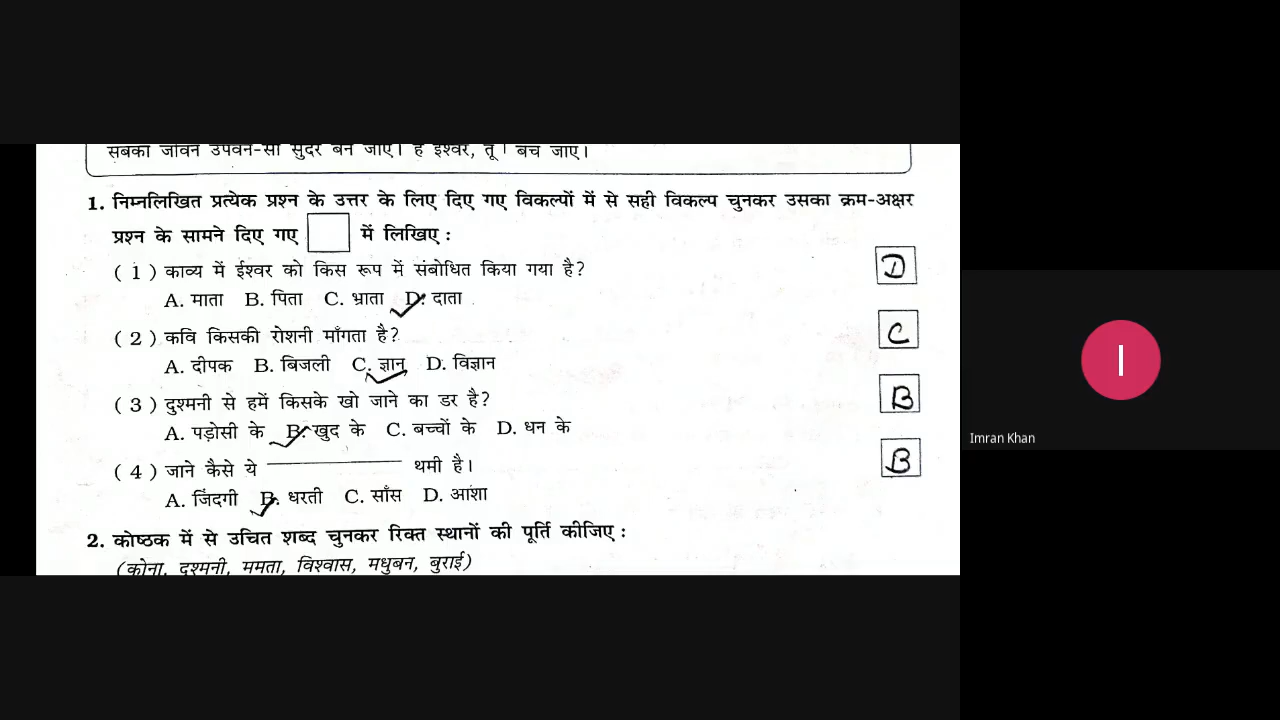 सबका जीवन उपवन-सा सुंदर बन जाए। हे ईश्वर, तू । बच जाए।
1. निम्नलिखित प्रत्येक प्रश्न के उत्तर के लिए दिए गए विकल्पों में से सही विकल्प चुनकर उसका क्रम-अक्षर
प्रश्न के सामने दिए गए में लिखिए :
( 1 ) काव्य में ईश्वर को किस रूप में संबोधित किया गया है? D
A. माता B. पिता C. भ्राता D. दाता
( 2 ) कवि किसकी रोशनी माँगता है? C
A. दीपक B. बिजली C. ज्ञान D. विज्ञान
( 3 ) दुश्मनी से हमें किसके खो जाने का डर है? B
A. पड़ोसी के B. खुद के C. बच्चों के D. धन के
( 4 ) जाने कैसे ये ________ थमी है। B
A. जिंदगी B. धरती C. साँस D. आशा
2. कोष्ठक में से उचित शब्द चुनकर रिक्त स्थानों की पूर्ति कीजिए :
(कोना, दुश्मनी, ममता, विश्वास, मधुबन, बुराई)
I
Imran Khan